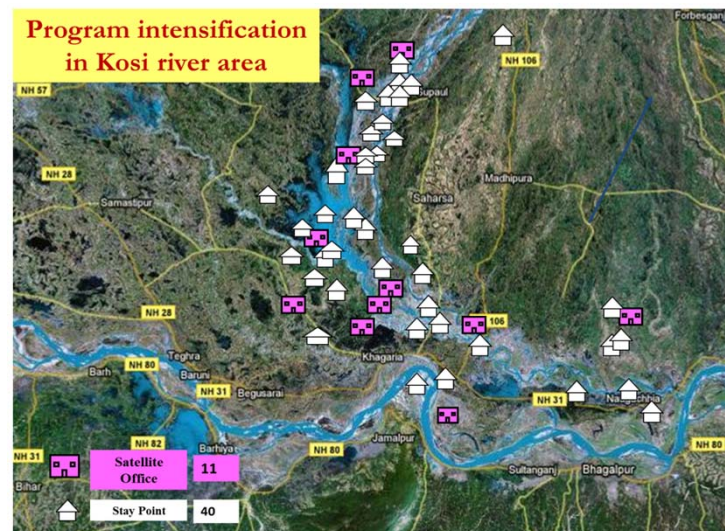 Program intensification
in Kosi river area
Forbesganj
NH 106
NH 57
Supaul
NH 28
Madhipura
Samastipur
Saharsa
NH 28
106
Teghra
Khagaria
Barh
NH 80
Baruni
NH 31
Begusarai
NH 31
Naugachhia
NH 82
Barhiya
Jamalpur
NH 80
NH 80
NH 31
Satellite
Office
11
Sultanganj
Bhagalpur
Bihar
Stay Point
40